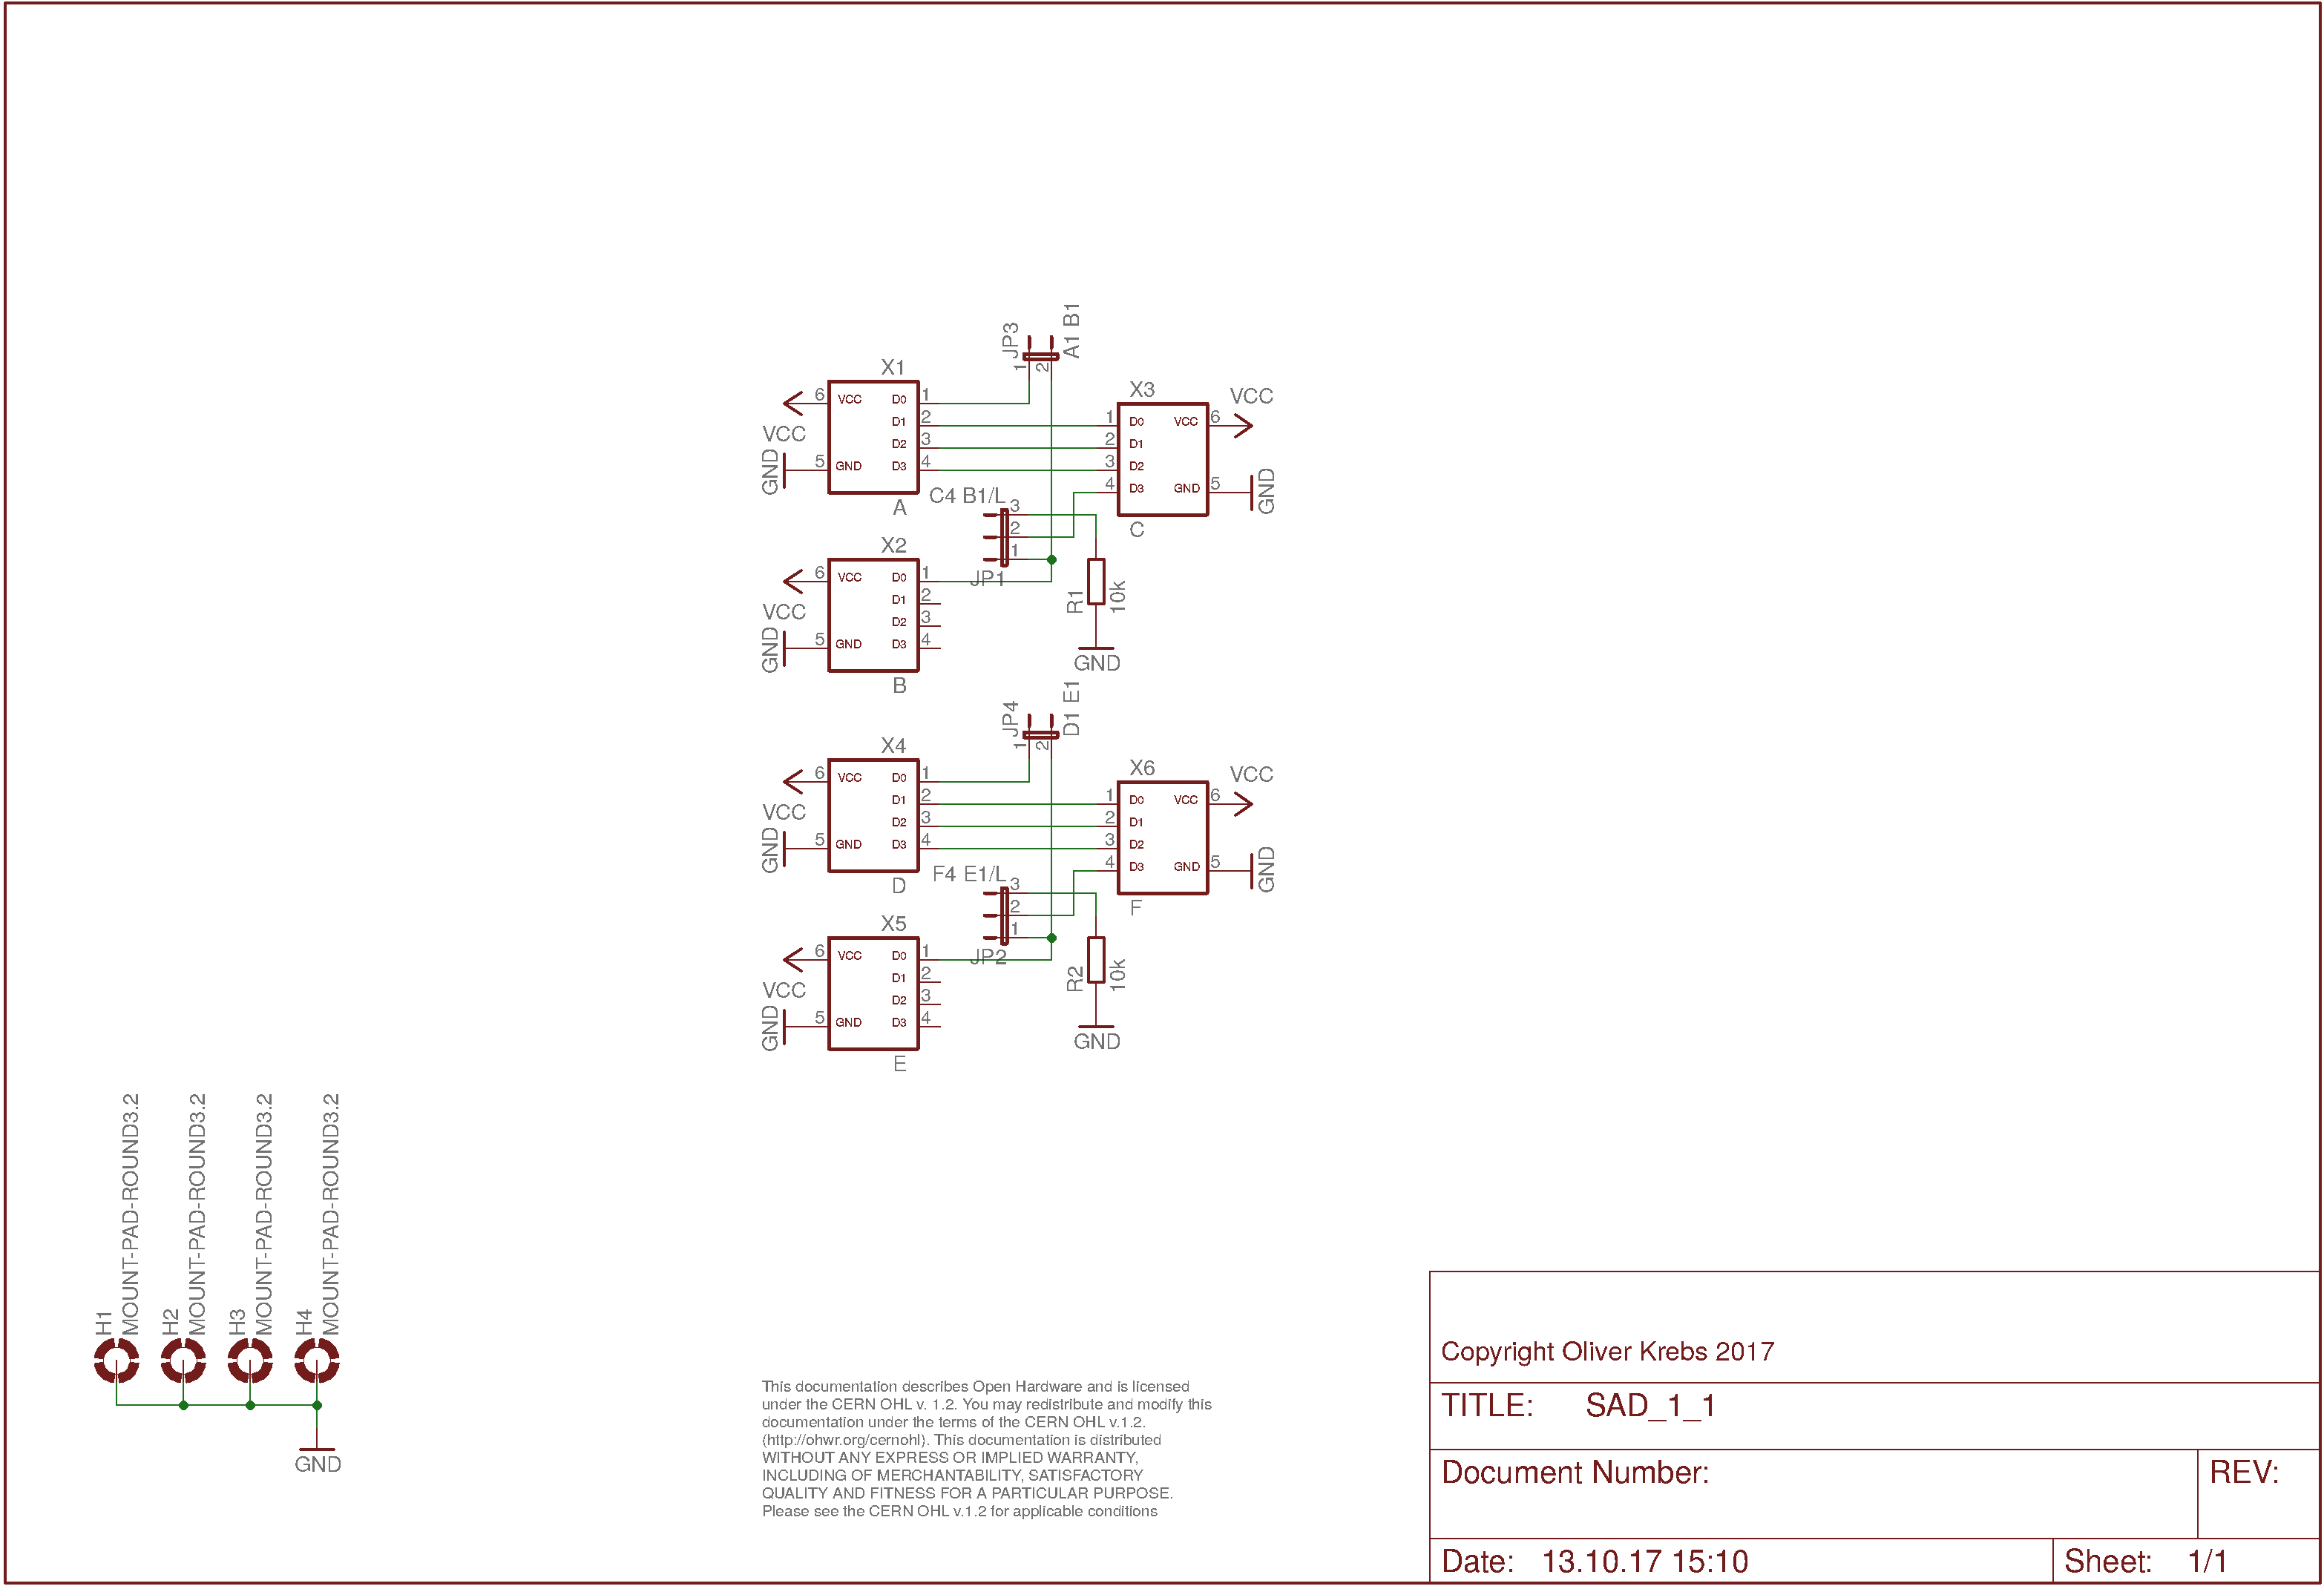 JP3
A1 B1
1
2
X1
6
VCC
D0
1
D1
2
VCC
D2
3
GND
5
GND
D3
4
A
X3
VCC
1
D0
VCC
6
2
D1
3
D2
4
D3
GND
5
GND
C
C4 B1/L
3
2
1
JP1
X2
6
VCC
D0
1
D1
2
VCC
D2
3
GND
5
GND
D3
4
B
R1
10k
GND
JP4
D1 E1
1
2
X4
6
VCC
D0
1
D1
2
VCC
D2
3
GND
5
GND
D3
4
D
X6
VCC
1
D0
VCC
6
2
D1
3
D2
4
D3
GND
5
GND
F
F4 E1/L
3
2
1
JP2
X5
6
VCC
D0
1
D1
2
VCC
D2
3
GND
5
GND
D3
4
E
R2
10k
GND
H1
MOUNT-PAD-ROUND3.2
H2
MOUNT-PAD-ROUND3.2
H3
MOUNT-PAD-ROUND3.2
H4
MOUNT-PAD-ROUND3.2
GND
This documentation describes Open Hardware and is licensed
under the CERN OHL v. 1.2. You may redistribute and modify this
documentation under the terms of the CERN OHL v.1.2.
(http://ohwr.org/cernohl). This documentation is distributed
WITHOUT ANY EXPRESS OR IMPLIED WARRANTY,
INCLUDING OF MERCHANTABILITY, SATISFACTORY
QUALITY AND FITNESS FOR A PARTICULAR PURPOSE.
Please see the CERN OHL v.1.2 for applicable conditions
Copyright Oliver Krebs 2017
TITLE: SAD_1_1
Document Number:
REV:
Date: 13.10.17 15:10
Sheet: 1/1